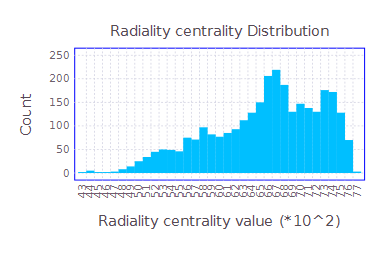 Radiality centrality Distribution
250
200
150
100
50
0
Count
43 44 45 46 47 48 49 50 51 52 53 54 55 56 57 58 59 60 61 62 63 64 65 66 67 68 69 70 71 72 73 74 75 76 77
Radiality centrality value (*10^2)